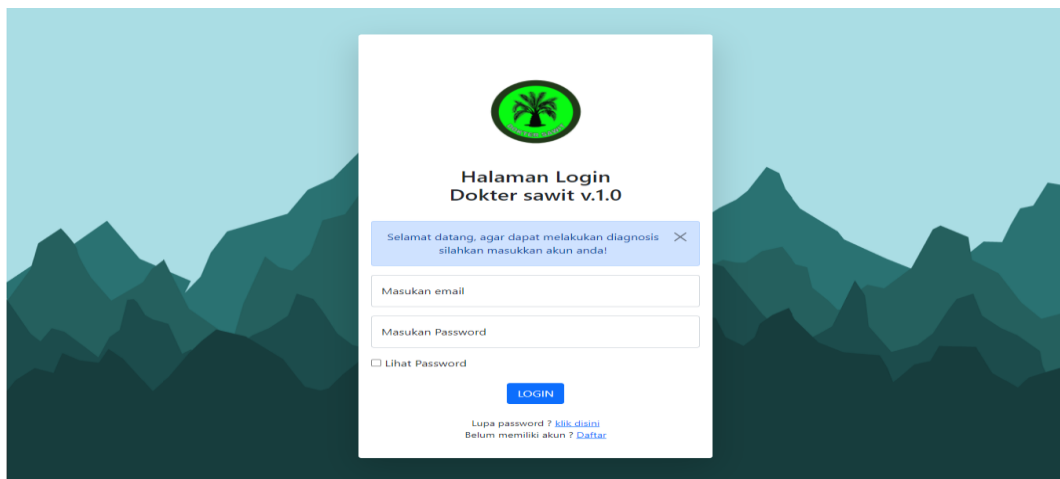 Halaman Login
Dokter sawit v.1.0
Selamat datang, agar dapat melakukan diagnosis
silahkan masukkan akun anda!
Masukan email
Masukan Password
Lihat Password
LOGIN
Lupa password ? klik disini
Belum memiliki akun ? Daftar